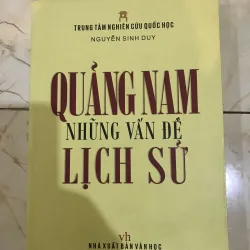 TRUNG TÂM NGHIÊN CỨU QUỐC HỌC
NGUYỄN SINH DUY
QUẢNG NAM
NHỮNG VẤN ĐỀ
LỊCH SỬ
vh
NHÀ XUẤT BẢN VĂN HỌC